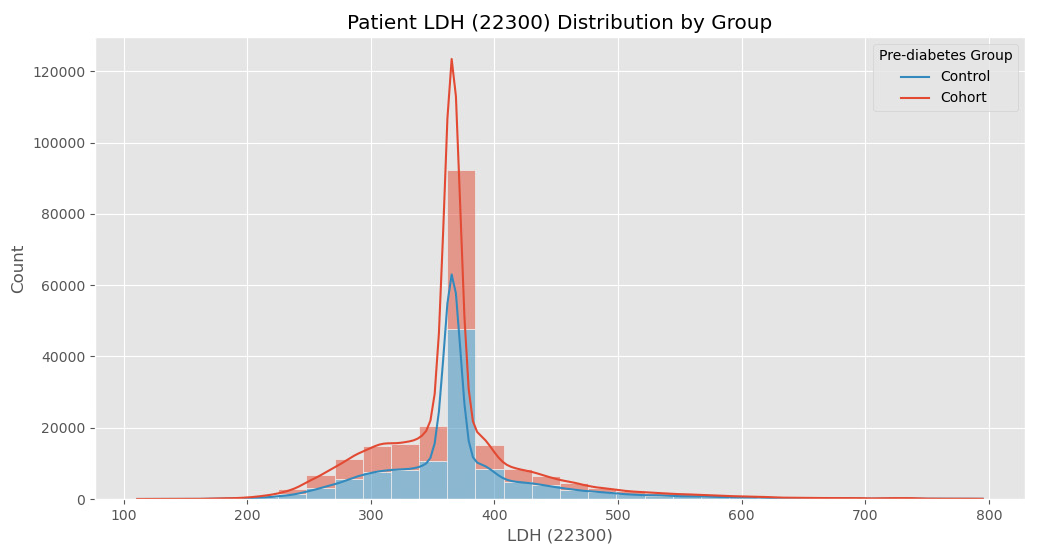 Patient LDH (22300) Distribution by Group
Pre-diabetes Group
Control
Cohort
Count
120000
100000
80000
60000
40000
20000
0
100 200 300 400 500 600 700 800
LDH (22300)